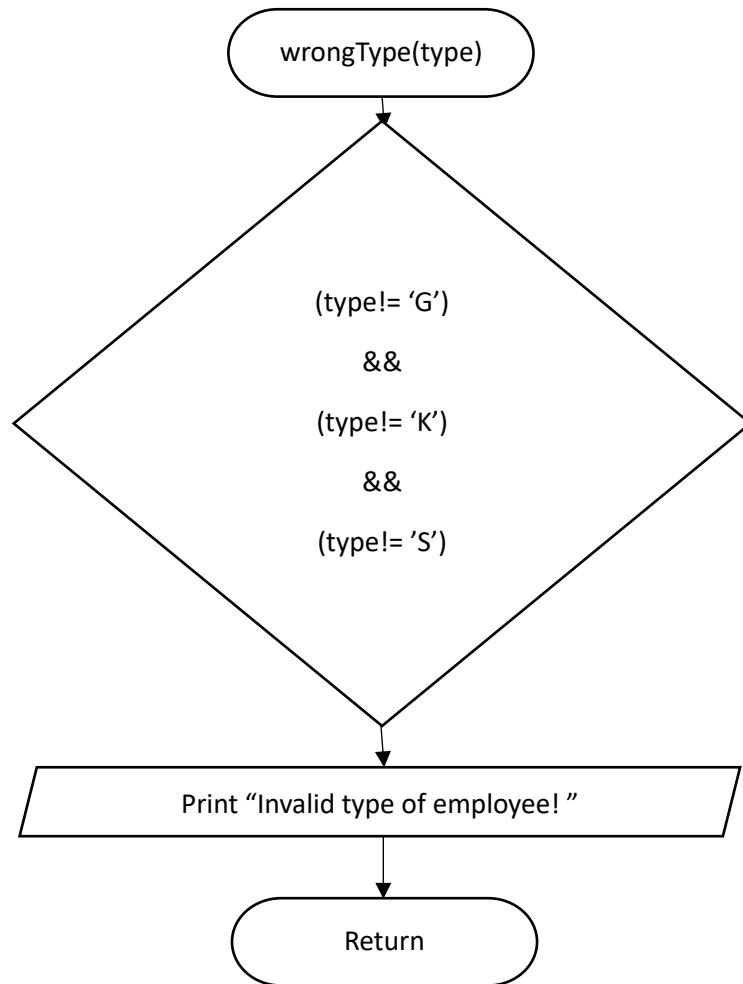 wrongType(type)
(type!= ‘G’)
&&
(type!= ‘K’)
&&
(type!= ’S’)
Print “Invalid type of employee! ”
Return